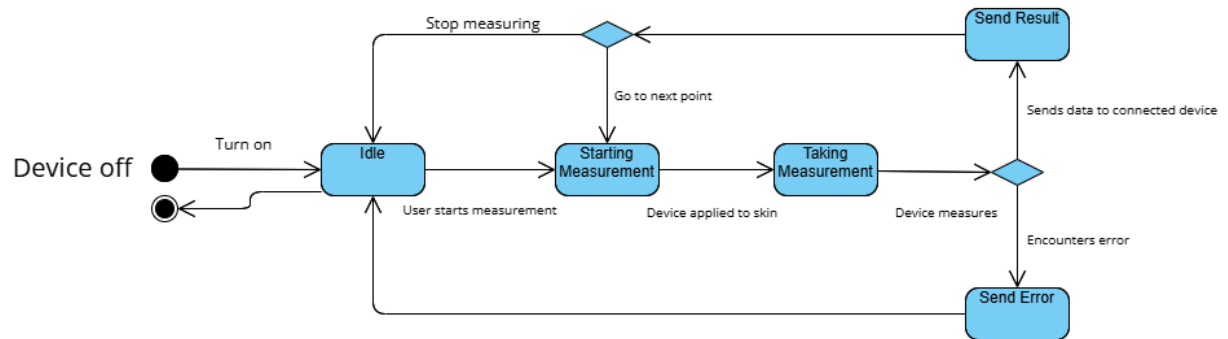 Send Result
Stop measuring
Go to next point
Sends data to connected device
Turn on
Device off
Idle
Starting
Measurement
Taking
Measurement
User starts measurement
Device applied to skin
Device measures
Encounters error
Send Error